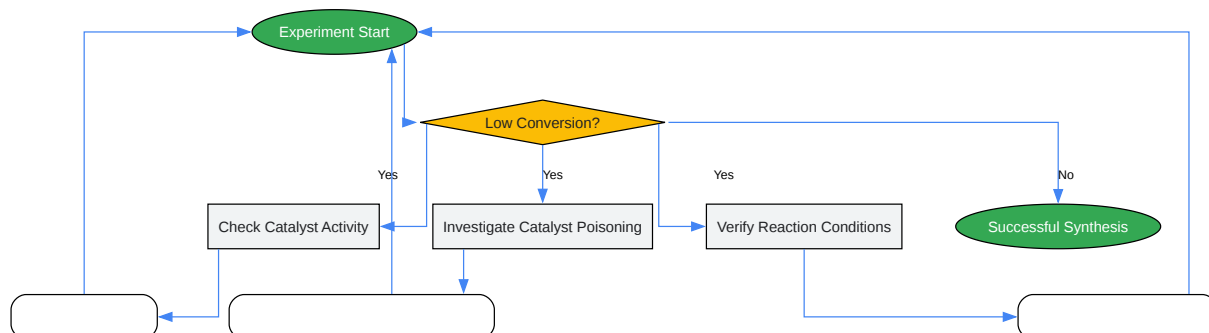 Experiment Start
Low Conversion?
Yes
Yes
Yes
No
Check Catalyst Activity
Investigate Catalyst Poisoning
Verify Reaction Conditions
Successful Synthesis